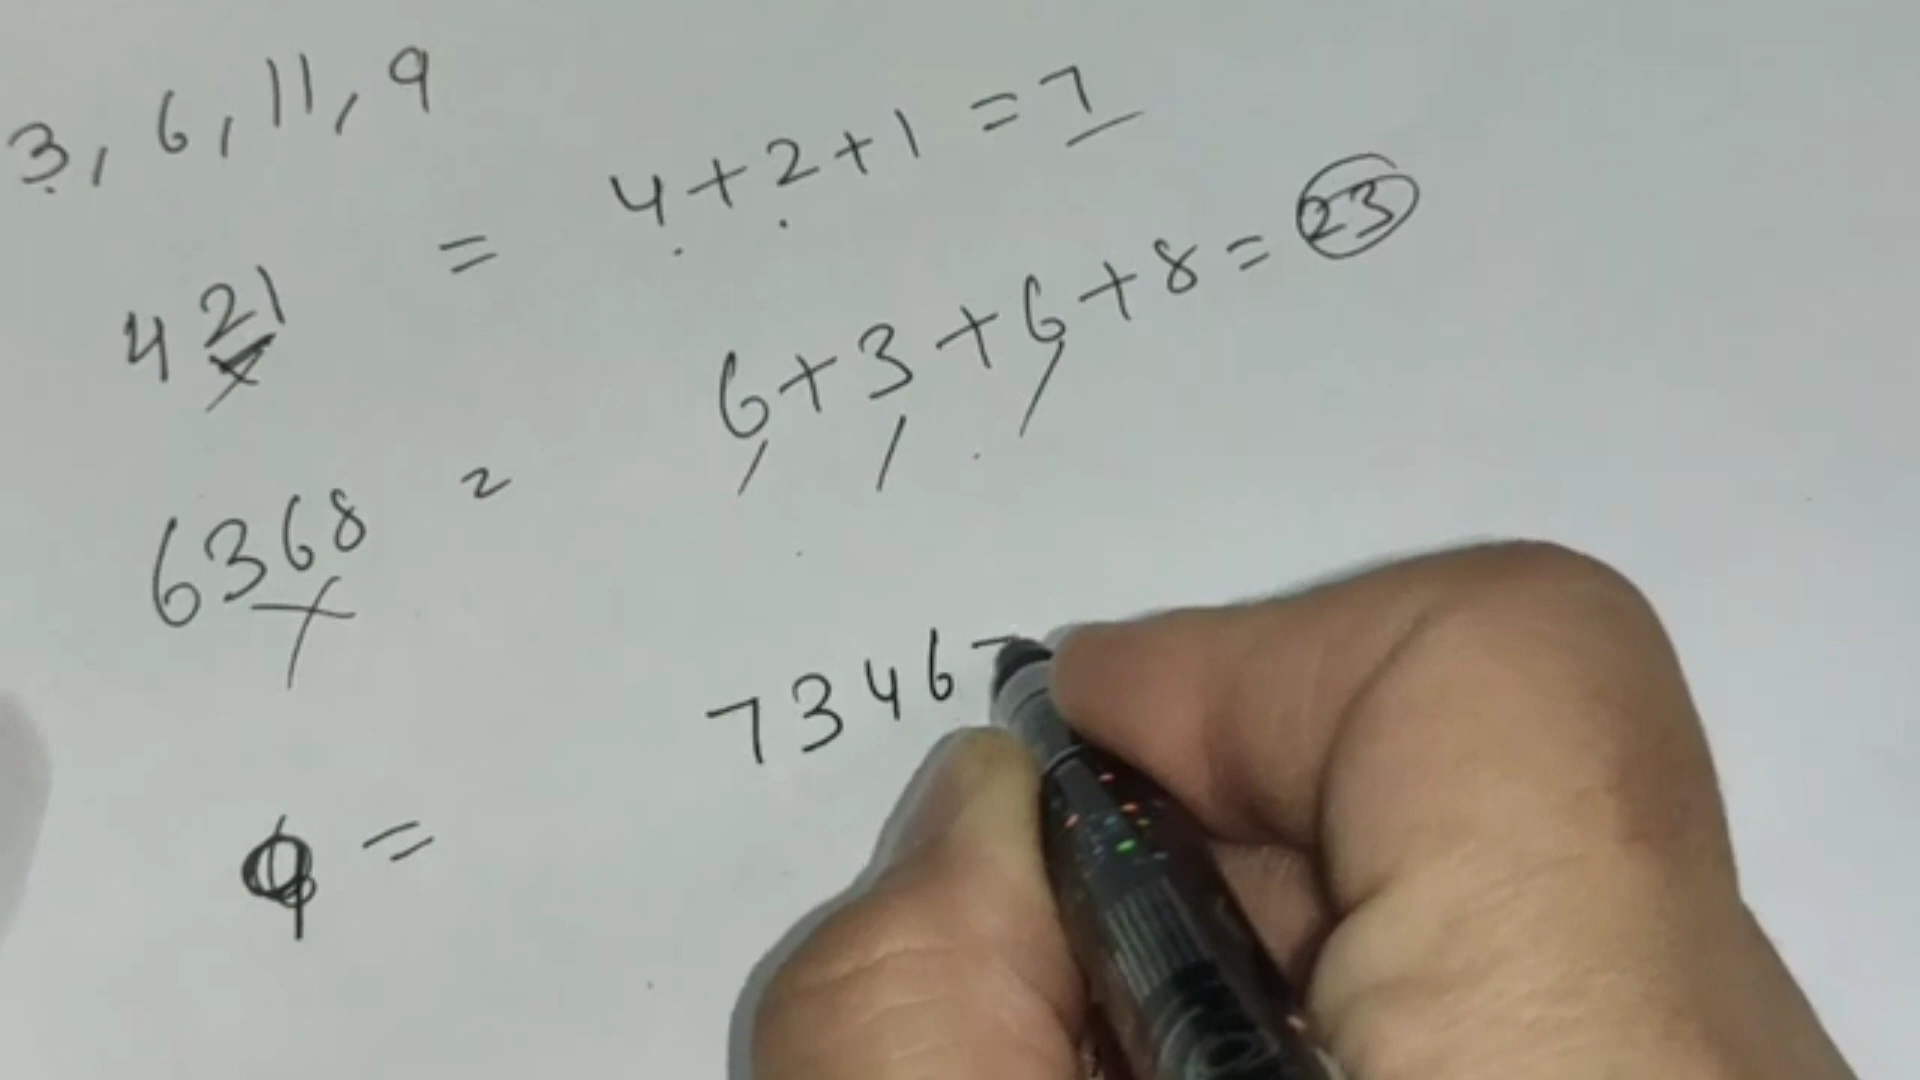 3, 6, 11, 9
421 = 4+2+1 = 7
6368 = 6+3+6+8 = 23
7346
9 =